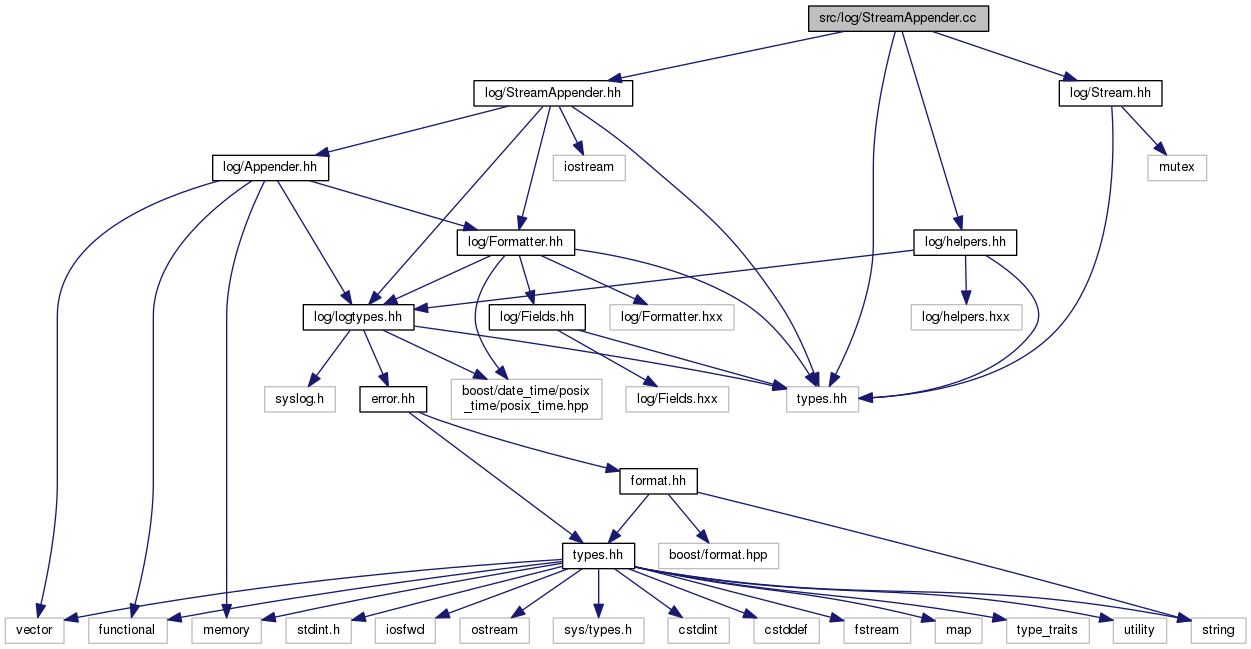 src/log/StreamAppender.cc
log/StreamAppender.hh
log/Stream.hh
log/Appender.hh
iostream
mutex
log/Formatter.hh
log/helpers.hh
log/logtypes.hh
log/Fields.hh
log/Formatter.hxx
log/helpers.hxx
syslog.h
error.hh
boost/date_time/posix
_time/posix_time.hpp
log/Fields.hxx
types.hh
format.hh
types.hh
boost/format.hpp
vector
functional
memory
stdint.h
iosfwd
ostream
sys/types.h
cstdint
cstddef
fstream
map
type_traits
utility
string